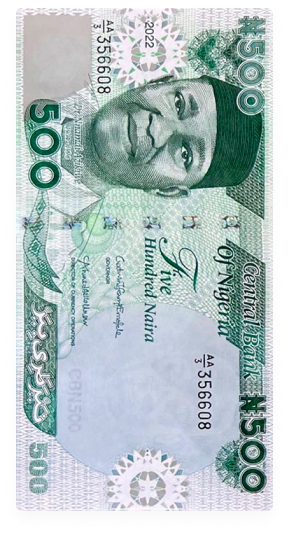 ₦500
AA/3 356608
2022
500
Central Bank
Of Nigeria
Five
Hundred Naira
GOVERNOR
DIRECTOR OF CURRENCY OPERATIONS
AA/3 356608
₦500
CBN500
500